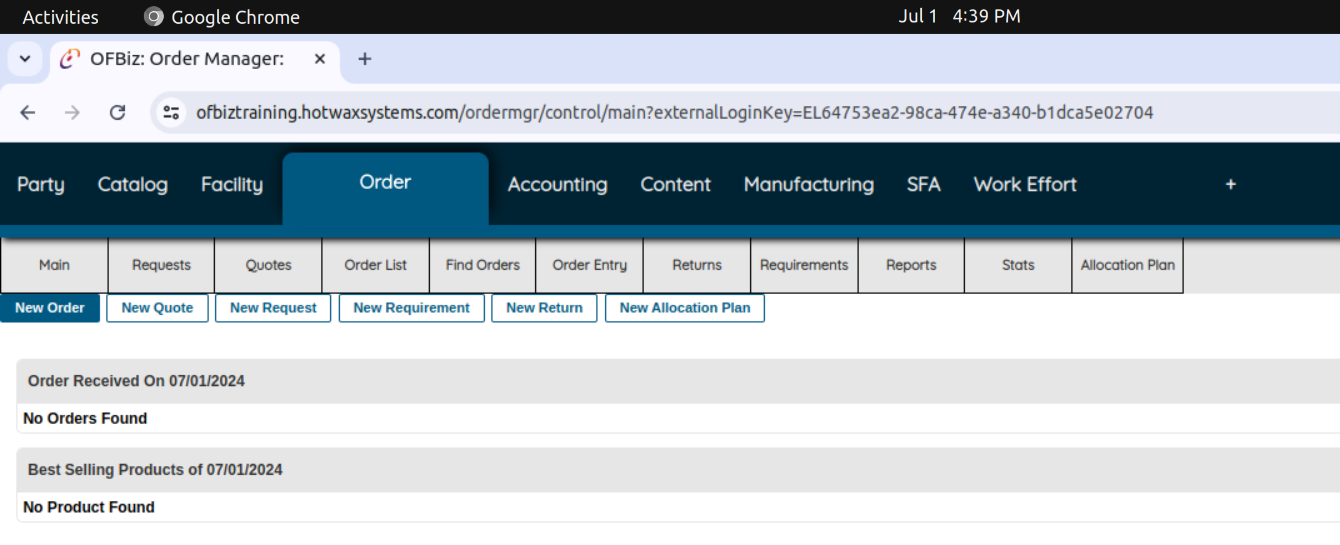 Activities Google Chrome Jul 1 4:39 PM
OFBiz: Order Manager: × +
ofbiztraining.hotwaxsystems.com/ordermgr/control/main?externalLoginKey=EL64753ea2-98ca-474e-a340-b1dca5e02704
Party Catalog Facility Order Accounting Content Manufacturing SFA Work Effort +
Main Requests Quotes Order List Find Orders Order Entry Returns Requirements Reports Stats Allocation Plan
New Order New Quote New Request New Requirement New Return New Allocation Plan
Order Received On 07/01/2024
No Orders Found
Best Selling Products of 07/01/2024
No Product Found